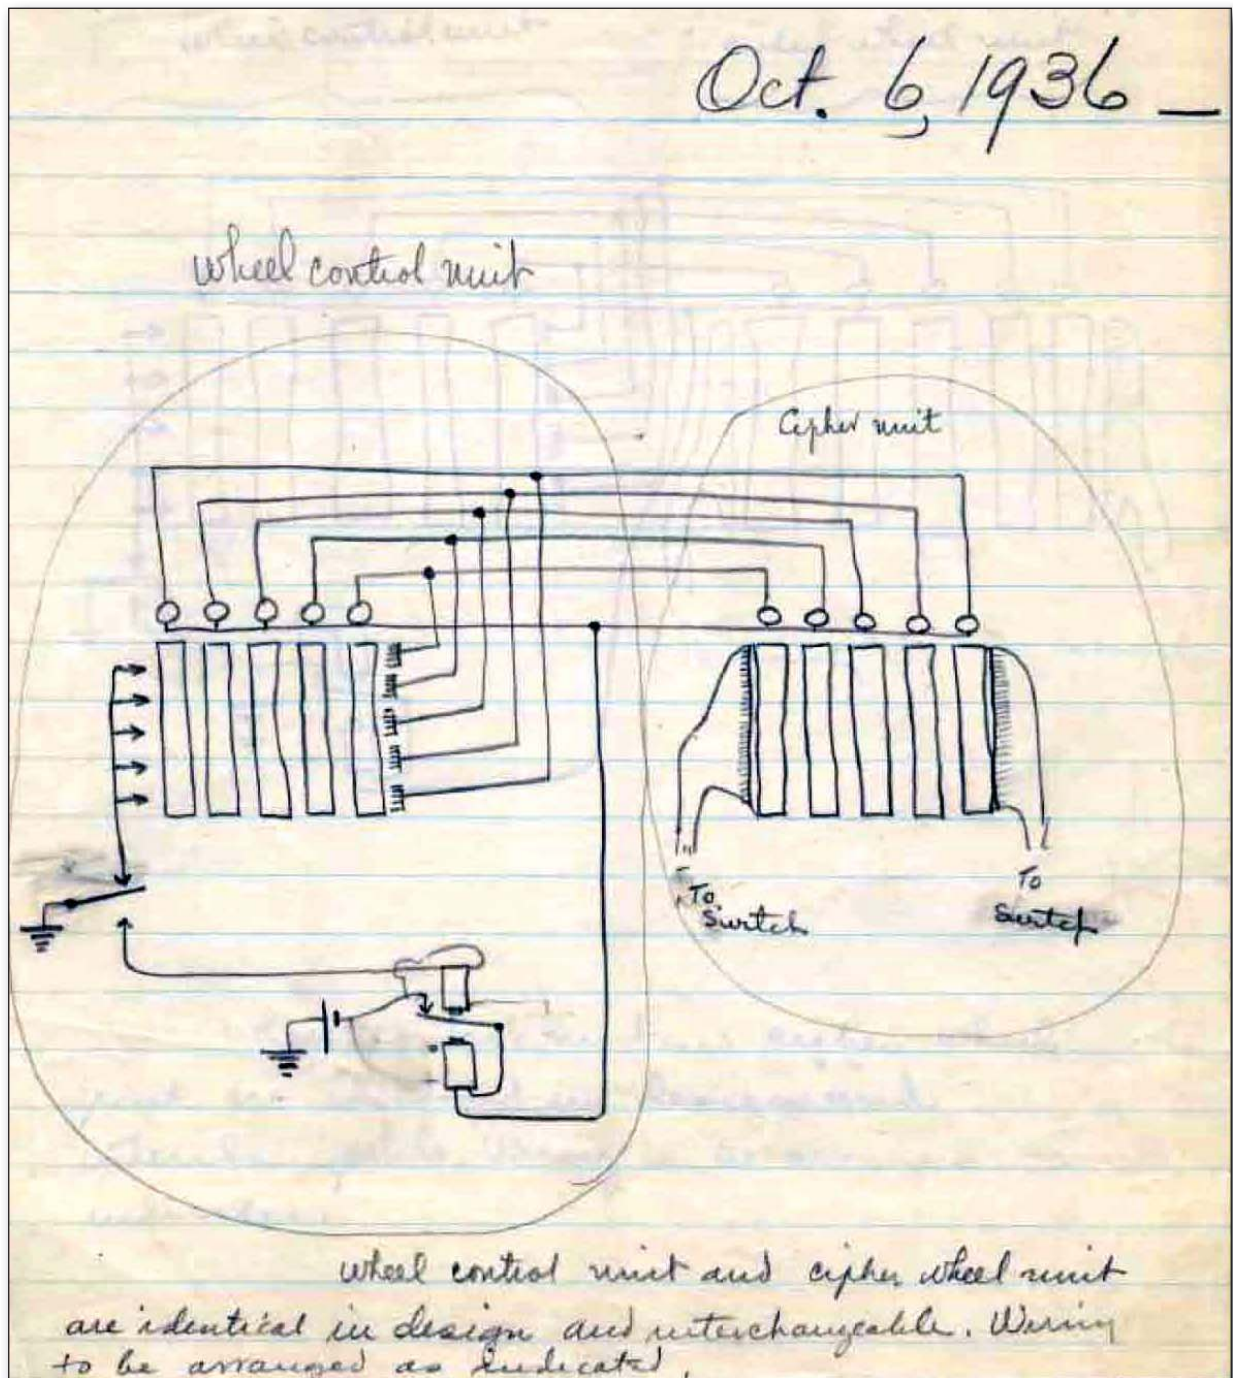 Oct. 6, 1936 —
Wheel control unit
Cipher unit
To
Switch
To
Switch
Wheel control unit and cipher wheel unit
are identical in design and interchangeable. Wiring
to be arranged as indicated.